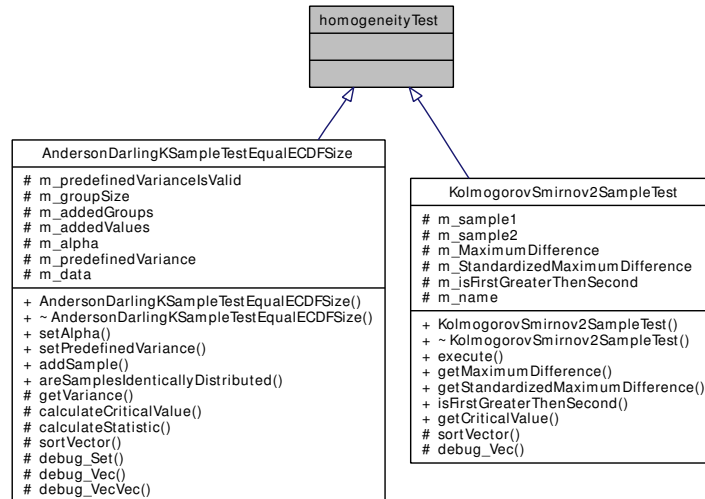 homogeneityTest
AndersonDarlingKSampleTestEqualECDFSize
# m_predefinedVarianceIsValid
# m_groupSize
# m_addedGroups
# m_addedValues
# m_alpha
# m_predefinedVariance
# m_data
+ AndersonDarlingKSampleTestEqualECDFSize()
+ ~ AndersonDarlingKSampleTestEqualECDFSize()
+ setAlpha()
+ setPredefinedVariance()
+ addSample()
+ areSamplesIdenticallyDistributed()
# getVariance()
# calculateCriticalValue()
# calculateStatistic()
# sortVector()
# debug_Set()
# debug_Vec()
# debug_VecVec()
KolmogorovSmirnov2SampleTest
# m_sample1
# m_sample2
# m_MaximumDifference
# m_StandardizedMaximumDifference
# m_isFirstGreaterThenSecond
# m_name
+ KolmogorovSmirnov2SampleTest()
+ ~ KolmogorovSmirnov2SampleTest()
+ execute()
+ getMaximumDifference()
+ getStandardizedMaximumDifference()
+ isFirstGreaterThenSecond()
+ getCriticalValue()
# sortVector()
# debug_Vec()